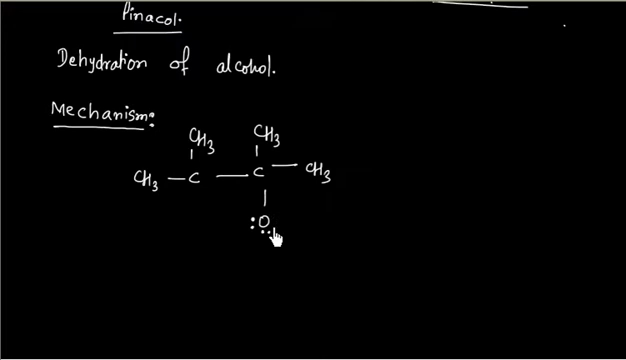 Pinacol.
Dehydration of alcohol.
Mechanism:
CH3 CH3
CH3 — C — C — CH3
:O